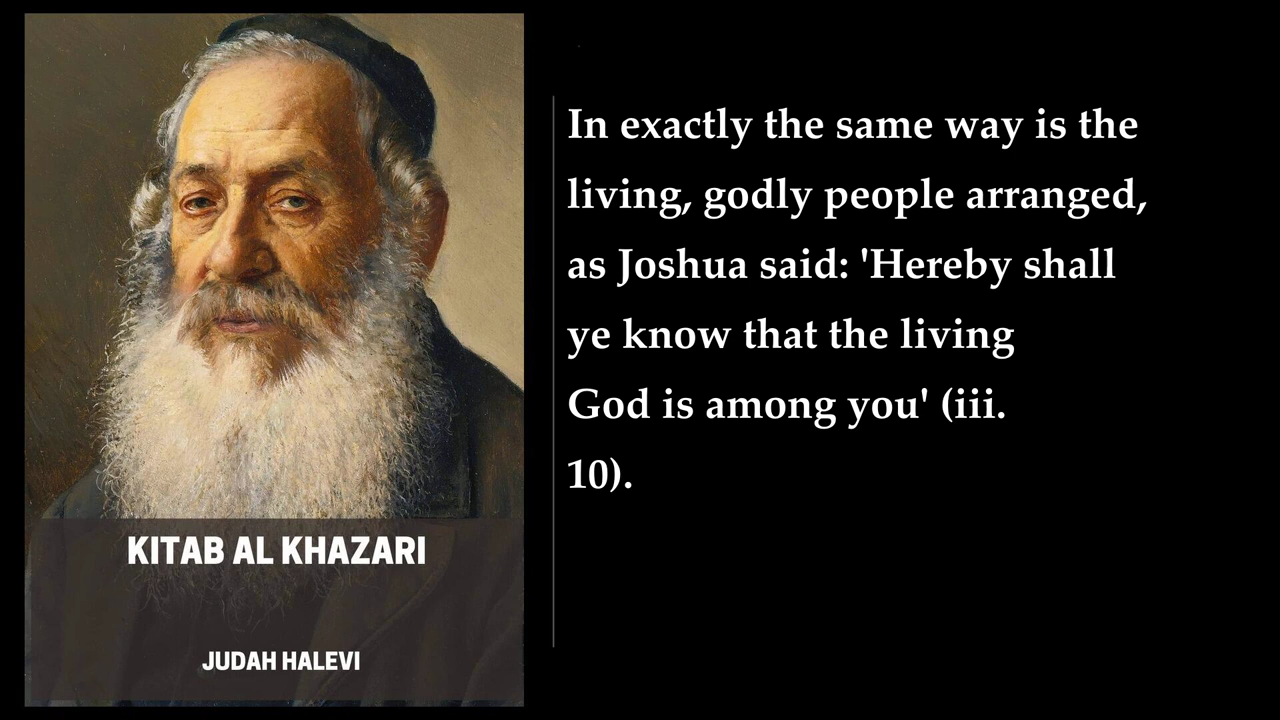 KITAB AL KHAZARI
JUDAH HALEVI
In exactly the same way is the
living, godly people arranged,
as Joshua said: 'Hereby shall
ye know that the living
God is among you' (iii.
10).